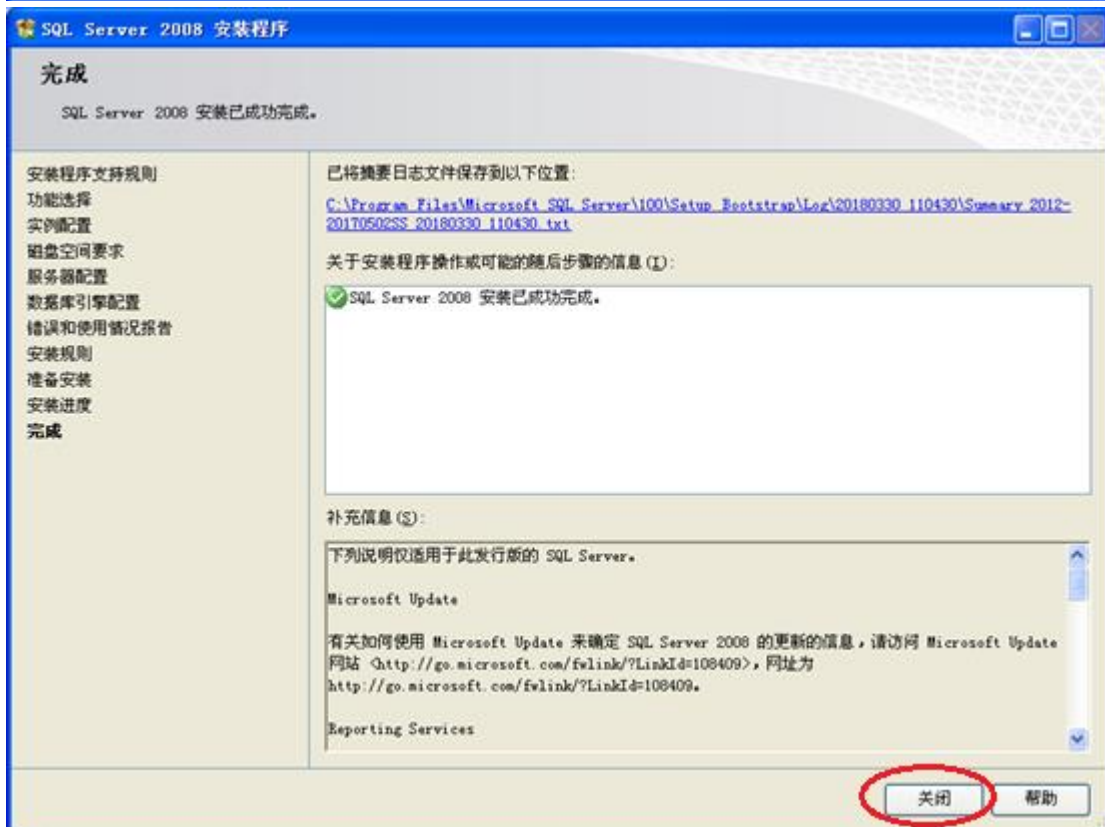 SQL Server 2008 安装程序
完成
SQL Server 2008 安装已成功完成。
安装程序支持规则
功能选择
实例配置
磁盘空间要求
服务器配置
数据库引擎配置
错误和使用情况报告
安装规则
准备安装
安装进度
完成
已将摘要日志文件保存到以下位置:
C:\Program Files\Microsoft SQL Server\100\Setup Bootstrap\Log\20180330_110430\Summary_2012-
20170502SS_20180330_110430.txt
关于安装程序操作或可能的随后步骤的信息(I):
SQL Server 2008 安装已成功完成。
补充信息(S):
下列说明仅适用于此发行版的 SQL Server。
Microsoft Update
有关如何使用 Microsoft Update 来确定 SQL Server 2008 的更新的信息，请访问 Microsoft Update
网站 <http://go.microsoft.com/fwlink/?LinkId=108409>，网址为
http://go.microsoft.com/fwlink/?LinkId=108409。
Reporting Services
关闭
帮助